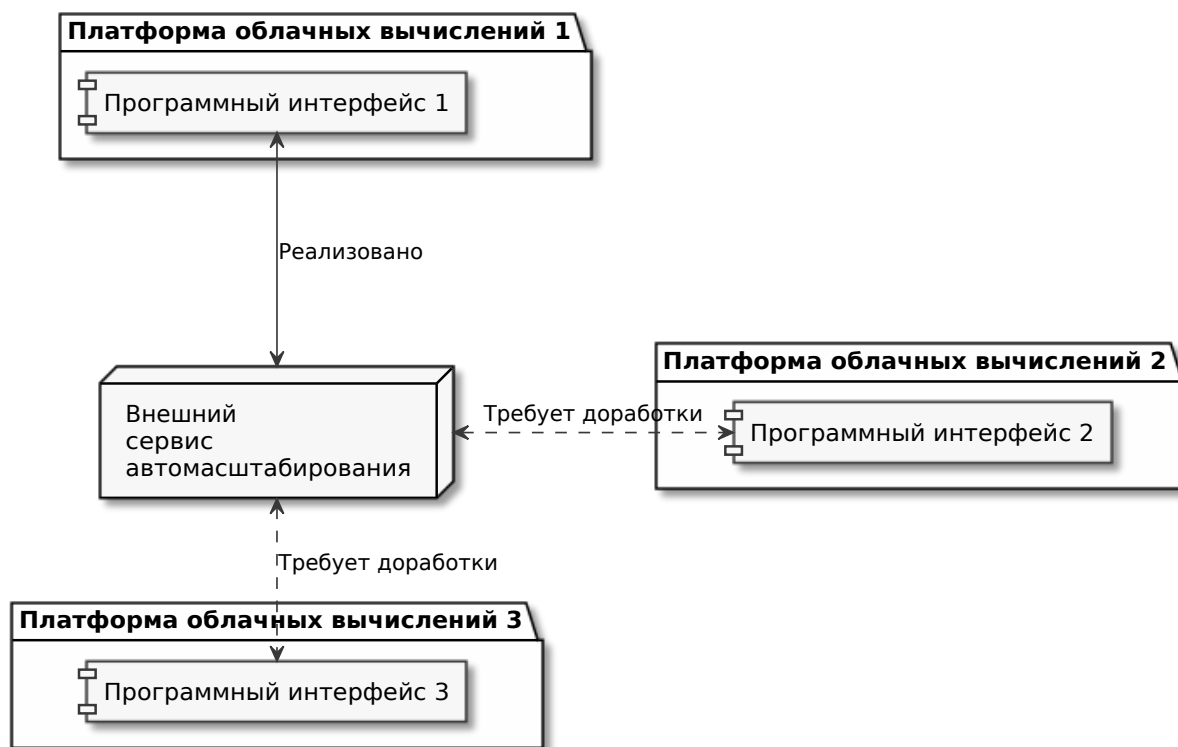 Платформа облачных вычислений 1
Программный интерфейс 1
Реализовано
Платформа облачных вычислений 2
Внешний
сервис
автомасштабирования
Требует доработки
Программный интерфейс 2
Требует доработки
Платформа облачных вычислений 3
Программный интерфейс 3